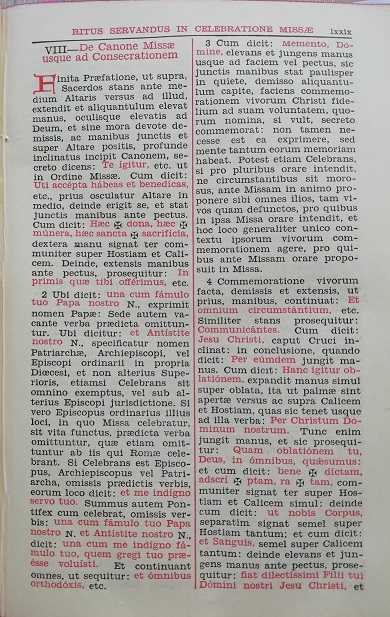 RITUS SERVANDUS IN CELEBRATIONE MISSÆ lxxix
VIII—De Canone Missæ
usque ad Consecrationem
Finita Præfatione, ut supra,
Sacerdos stans ante me-
dium Altaris versus ad illud,
extendit et aliquantulum elevat
manus, oculisque elevatis ad
Deum, et sine mora devote de-
missis, ac manibus junctis et
super Altare positis, profunde
inclinatus incipit Canonem, se-
creto dicens: Te igitur, etc. ut
in Ordine Missæ. Cum dicit:
Uti accépta hábeas et benedícas,
etc., prius osculatur Altare in
medio, deinde erigit se, et stat
junctis manibus ante pectus.
Cum dicit: Hæc ✠ dona, hæc ✠
múnera, hæc sancta ✠ sacrifícia,
dextera manu signat ter com-
muniter super Hostiam et Cali-
cem. Deinde, extensis manibus
ante pectus, prosequitur: In
primis quæ tibi offérimus, etc.
2 Ubi dicit: una cum fámulo
tuo Papa nostro N., exprimit
nomen Papæ: Sede autem va-
cante verba prædicta omittun-
tur. Ubi dicitur: et Antístite
nostro N., specificatur nomen
Patriarchæ, Archiepiscopi, vel
Episcopi ordinarii in propria
Diœcesi, et non alterius Supe-
rioris, etiamsi Celebrans sit
omnino exemptus, vel sub al-
terius Episcopi jurisdictione. Si
vero Episcopus ordinarius illius
loci, in quo Missa celebratur,
sit vita functus, prædicta verba
omittuntur, quæ etiam omit-
tuntur ab iis qui Romæ cele-
brant. Si Celebrans est Episco-
pus, Archiepiscopus vel Patri-
archa, omissis prædictis verbis,
eorum loco dicit: et me indígno
servo tuo. Summus autem Pon-
tifex cum celebrat, omissis ver-
bis: una cum fámulo tuo Papa
nostro N. et Antístite nostro N.,
dicit: una cum me indígno fá-
mulo tuo, quem gregi tuo præ-
ésse voluísti. Et continuant
omnes, ut sequitur: et ómnibus
orthodóxis, etc.
3 Cum dicit: Memento, Dó-
mine, elevans et jungens manus
usque ad faciem vel pectus, sic
junctis manibus stat paulisper
in quiete, demisso aliquantu-
lum capite, faciens commemo-
rationem vivorum Christi fide-
lium ad suam voluntatem, quo-
rum nomina, si vult, secreto
commemorat: non tamen ne-
cesse est ea exprimere, sed
mente tantum eorum memoriam
habeat. Potest etiam Celebrans,
si pro pluribus orare intendit,
ne circumstantibus sit moro-
sus, ante Missam in animo pro-
ponere sibi omnes ilios, tam vi-
vos quam defunctos, pro quibus
in ipsa Missa orare intendit, et
hoc loco generaliter unico con-
textu ipsorum vivorum com-
memorationem agere, pro qui-
bus ante Missam orare propo-
suit in Missa.
4 Commemoratione vivorum
facta, demissis et extensis, ut
prius, manibus, continuat: Et
omnium circumstántium, etc.
Similiter stans prosequitur:
Communicántes. Cum dicit:
Jesu Christi, caput Cruci in-
clinat: in conclusione, quando
dicit: Per eúmdem jungit ma-
nus. Cum dicit: Hanc ígitur ob-
latiónem, expandit manus simul
super oblata, ita ut palmæ sint
apertæ versus ac supra Calicem
et Hostiam, quas sic tenet usque
ad illa verba: Per Christum Do-
minum nostrum. Tunc enim
jungit manus, et sic prosequi-
tur: Quam oblatiónem tu,
Deus, in ómnibus, quǽsumus:
et cum dicit: bene ✠ díctam,
adscrí ✠ ptam, ra ✠ tam, com-
muniter signat ter super Hos-
tiam et Calicem simul: deinde
cum dicit: ut nobis Corpus,
separatim signat semel super
Hostiam tantum; et cum dicit:
et Sanguis, semel super Calicem
tantum: deinde elevans et jun-
gens manus ante pectus, prose-
quitur: fiat dilectíssimi Fílii tui
Dómini nostri Jesu Christi, et